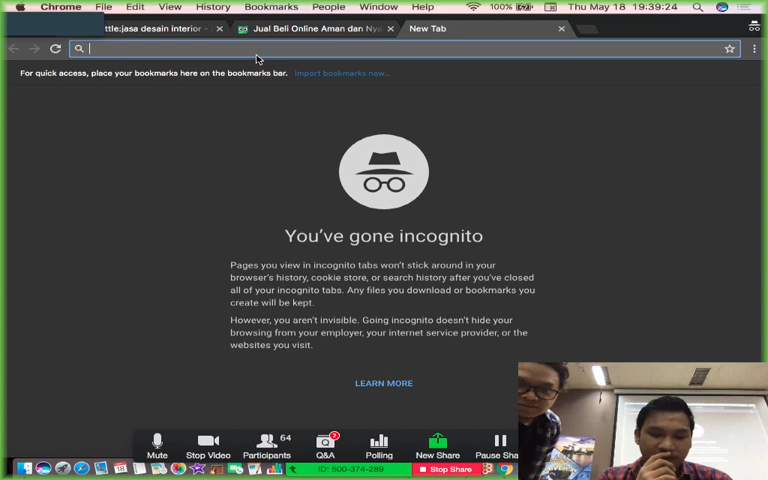 Chrome File Edit View History Bookmarks People Window Help 100% Thu May 18 19:39:24
ttle:jasa desain interior - Jual Beli Online Aman dan Nya New Tab
For quick access, place your bookmarks here on the bookmarks bar. Import bookmarks now...
You've gone incognito
Pages you view in incognito tabs won't stick around in your
browser's history, cookie store, or search history after you've closed
all of your incognito tabs. Any files you download or bookmarks you
create will be kept.
However, you aren't invisible. Going incognito doesn't hide your
browsing from your employer, your internet service provider, or the
websites you visit.
LEARN MORE
64
Mute Stop Video Participants Q&A Polling New Share Pause Sha
18 ID: 500-374-289 Stop Share